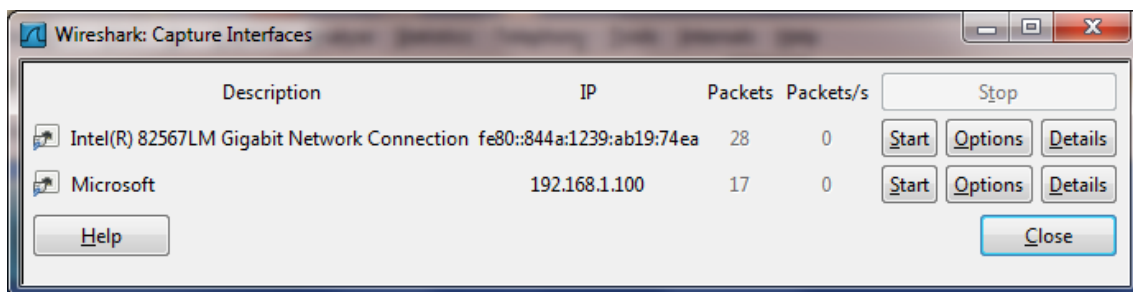 Wireshark: Capture Interfaces
Description IP Packets Packets/s Stop
Intel(R) 82567LM Gigabit Network Connection fe80::844a:1239:ab19:74ea 28 0 Start Options Details
Microsoft 192.168.1.100 17 0 Start Options Details
Help Close